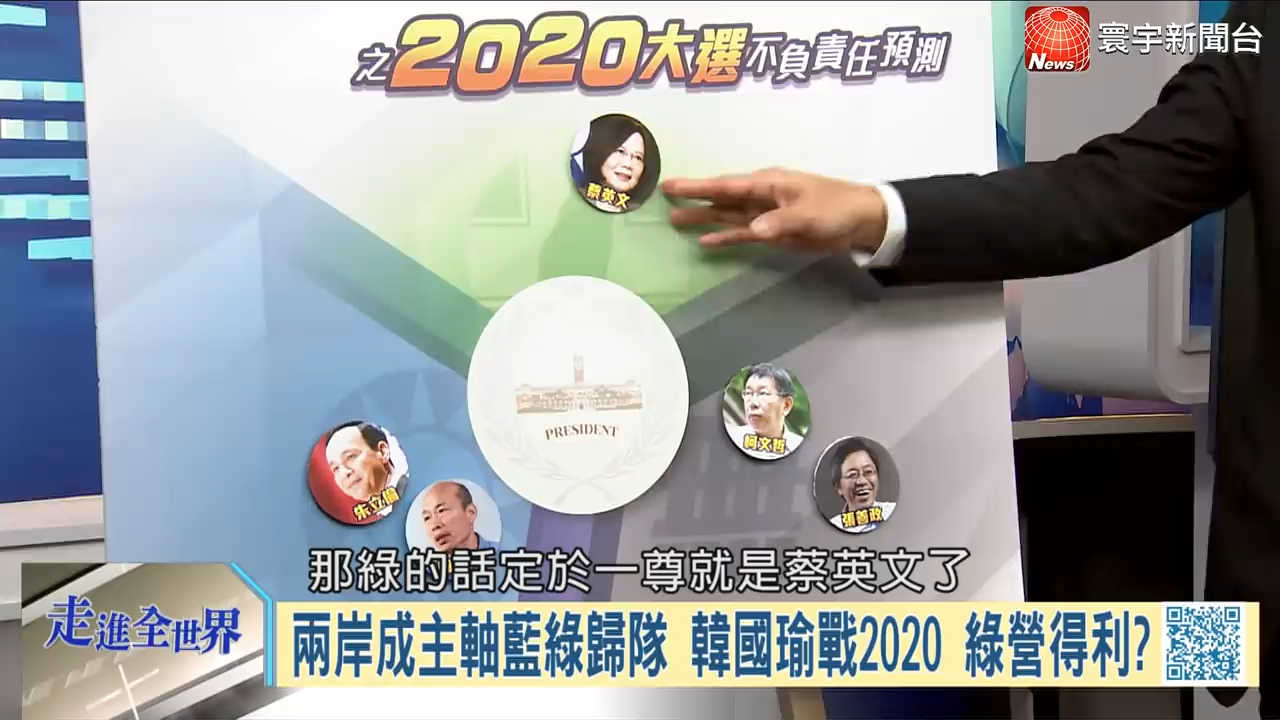 之2020大選不負責任預測
News
寰宇新聞台
蔡英文
PRESIDENT
柯文哲
朱立倫
張善政
那綠的話定於一尊就是蔡英文了
走進全世界
兩岸成主軸藍綠歸隊 韓國瑜戰2020 綠營得利?